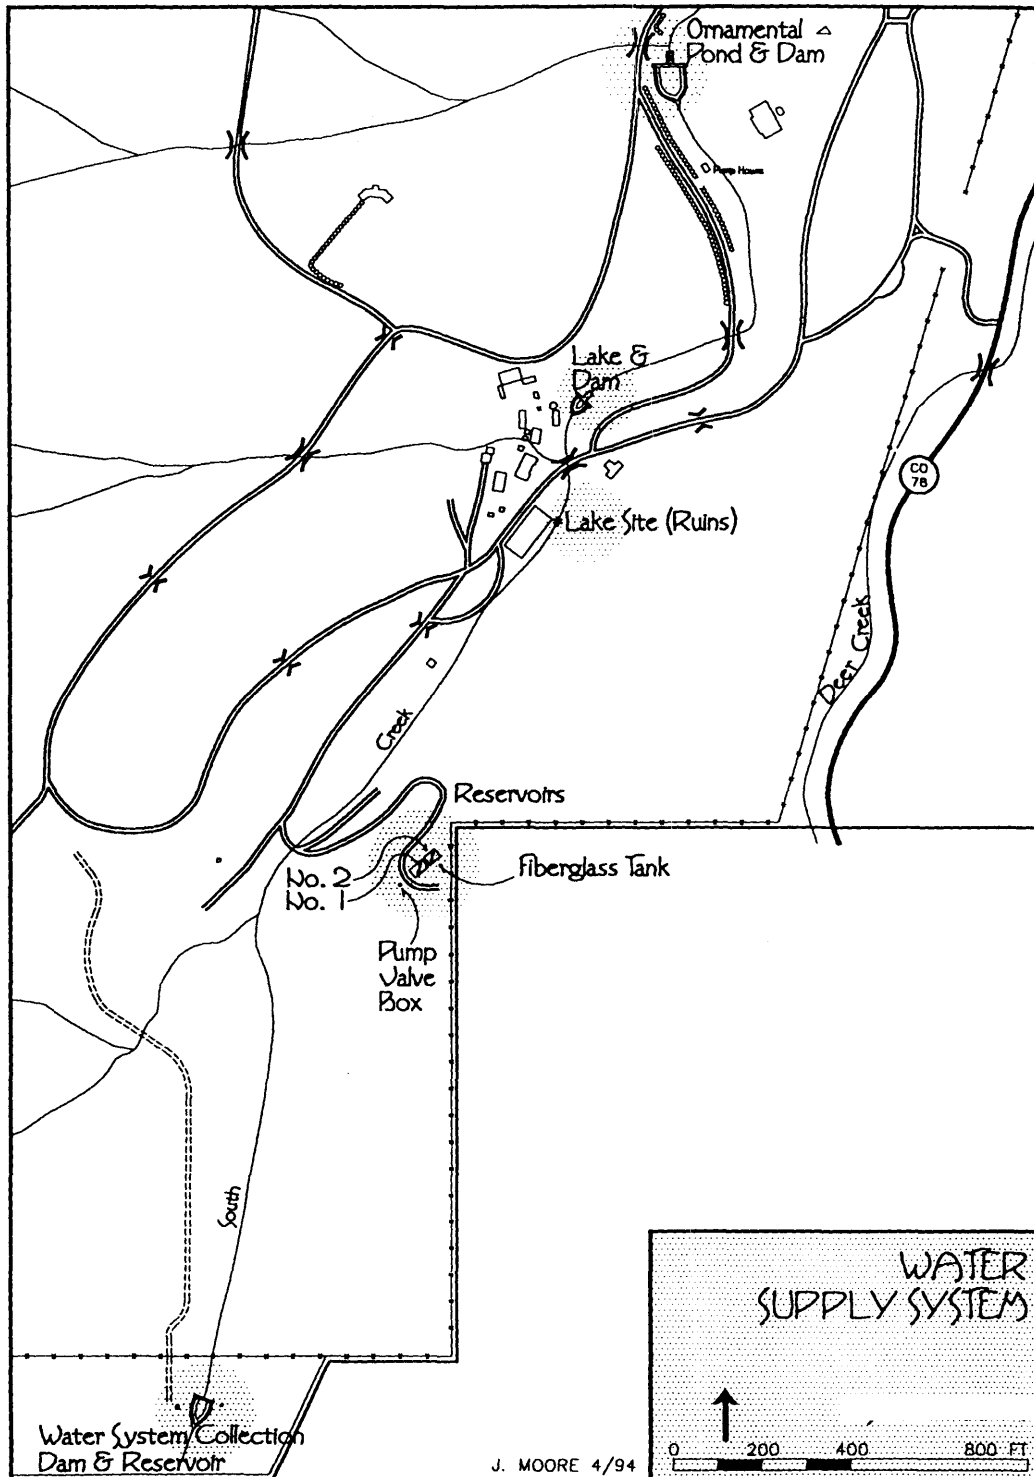 Ornamental
Pond & Dam
Pump House
Lake &
Dam
CO
78
Lake Site (Ruins)
Deer Creek
Creek
Reservoirs
No. 2
No. 1
Fiberglass Tank
Pump
Valve
Box
South
WATER
SUPPLY SYSTEM
Water System Collection
Dam & Reservoir
J. MOORE 4/94
0 200 400 800 FT